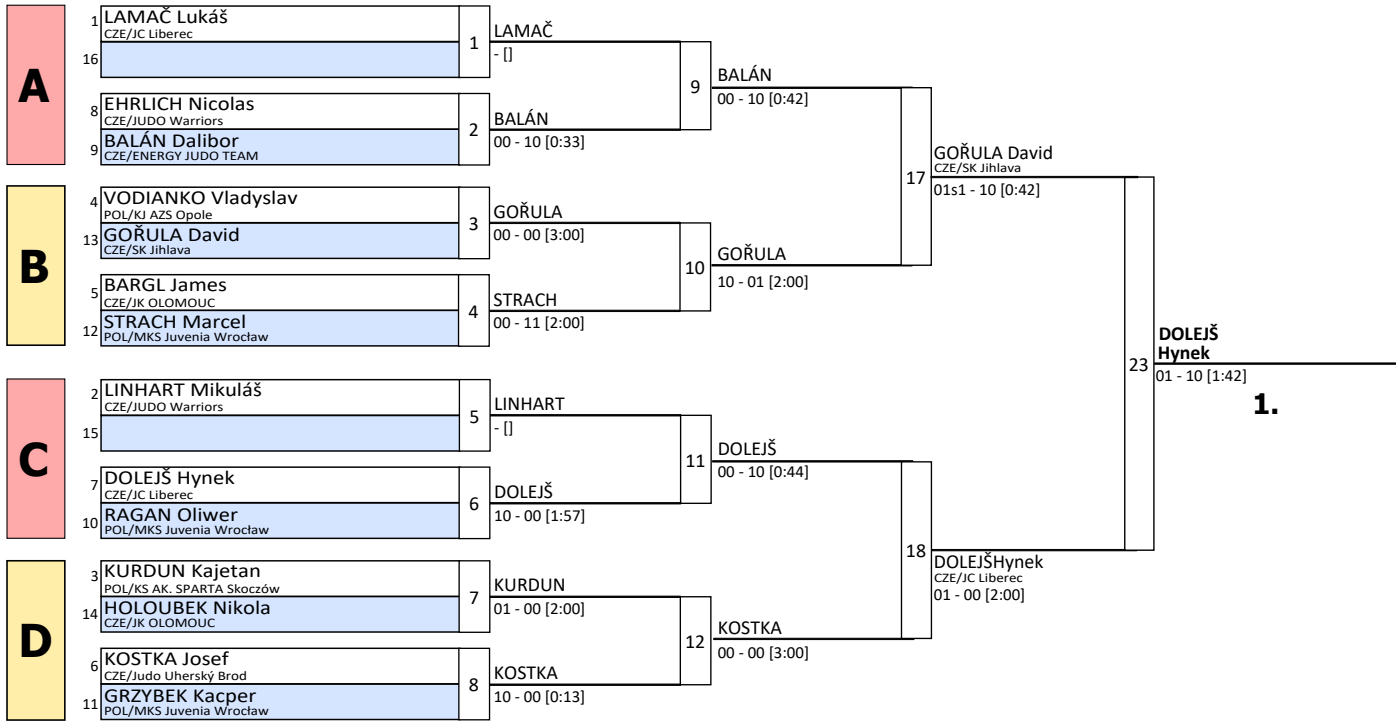 A
1 LAMAČ Lukáš
CZE/JC Liberec
16
1
LAMAČ
- []
8 EHRLICH Nicolas
CZE/JUDO Warriors
9 BALÁN Dalibor
CZE/ENERGY JUDO TEAM
2
BALÁN
00 - 10 [0:33]
9
BALÁN
00 - 10 [0:42]
B
4 VODIANKO Vladyslav
POL/KJ AZS Opole
13 GOŘULA David
CZE/SK Jihlava
3
GOŘULA
00 - 00 [3:00]
5 BARGL James
CZE/JK OLOMOUC
12 STRACH Marcel
POL/MKS Juvenia Wrocław
4
STRACH
00 - 11 [2:00]
10
GOŘULA
10 - 01 [2:00]
17
GOŘULA David
CZE/SK Jihlava
01s1 - 10 [0:42]
C
2 LINHART Mikuláš
CZE/JUDO Warriors
15
5
LINHART
- []
7 DOLEJŠ Hynek
CZE/JC Liberec
10 RAGAN Oliwer
POL/MKS Juvenia Wrocław
6
DOLEJŠ
10 - 00 [1:57]
11
DOLEJŠ
00 - 10 [0:44]
D
3 KURDUN Kajetan
POL/KS AK. SPARTA Skoczów
14 HOLOUBEK Nikola
CZE/JK OLOMOUC
7
KURDUN
01 - 00 [2:00]
6 KOSTKA Josef
CZE/Judo Uherský Brod
11 GRZYBEK Kacper
POL/MKS Juvenia Wrocław
8
KOSTKA
10 - 00 [0:13]
12
KOSTKA
00 - 00 [3:00]
18
DOLEJŠHynek
CZE/JC Liberec
01 - 00 [2:00]
23
DOLEJŠ
Hynek
01 - 10 [1:42]
1.